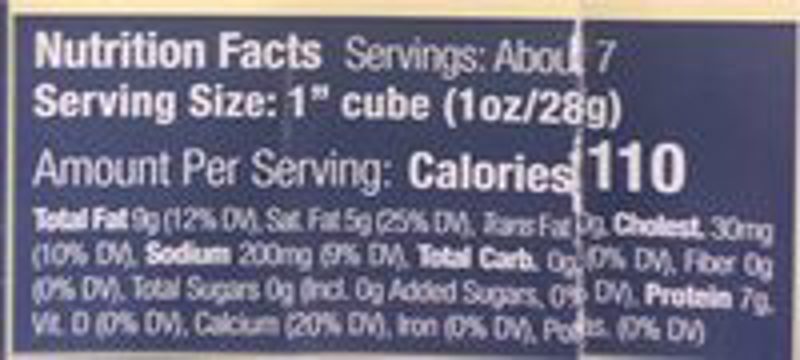 Nutrition Facts Servings: About 7
Serving Size: 1” cube (1oz/28g)
Amount Per Serving: Calories 110
Total Fat 9g (12% DV), Sat. Fat 5g (25% DV), Trans Fat 0g, Cholest. 30mg
(10% DV), Sodium 200mg (9% DV), Total Carb. 0g (0% DV), Fiber 0g
(0% DV), Total Sugars 0g (Incl. 0g Added Sugars, 0% DV), Protein 7g,
Vit. D (0% DV), Calcium (20% DV), Iron (0% DV), Potas. (0% DV)